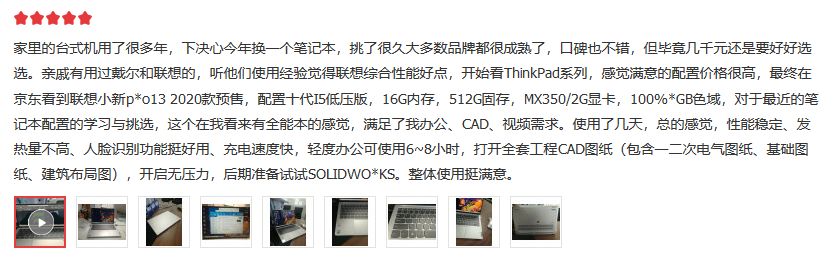 家里的台式机用了很多年，下决心今年换一个笔记本，挑了很久大多数品牌都很成熟了，口碑也不错，但毕竟几千元还是要好好选
选。亲戚有用过戴尔和联想的，听他们使用经验觉得联想综合性能好点，开始看ThinkPad系列，感觉满意的配置价格很高，最终在
京东看到联想小新p*o13 2020款预售，配置十代I5低压版，16G内存，512G固存，MX350/2G显卡，100%*GB色域，对于最近的笔
记本配置的学习与挑选，这个在我看来有全能本的感觉，满足了我办公、CAD、视频需求。使用了几天，总的感觉，性能稳定、发
热量不高、人脸识别功能挺好用、充电速度快，轻度办公可使用6~8小时，打开全套工程CAD图纸（包含一二次电气图纸、基础图
纸、建筑布局图），开启无压力，后期准备试试SOLIDWO*KS。整体使用挺满意。